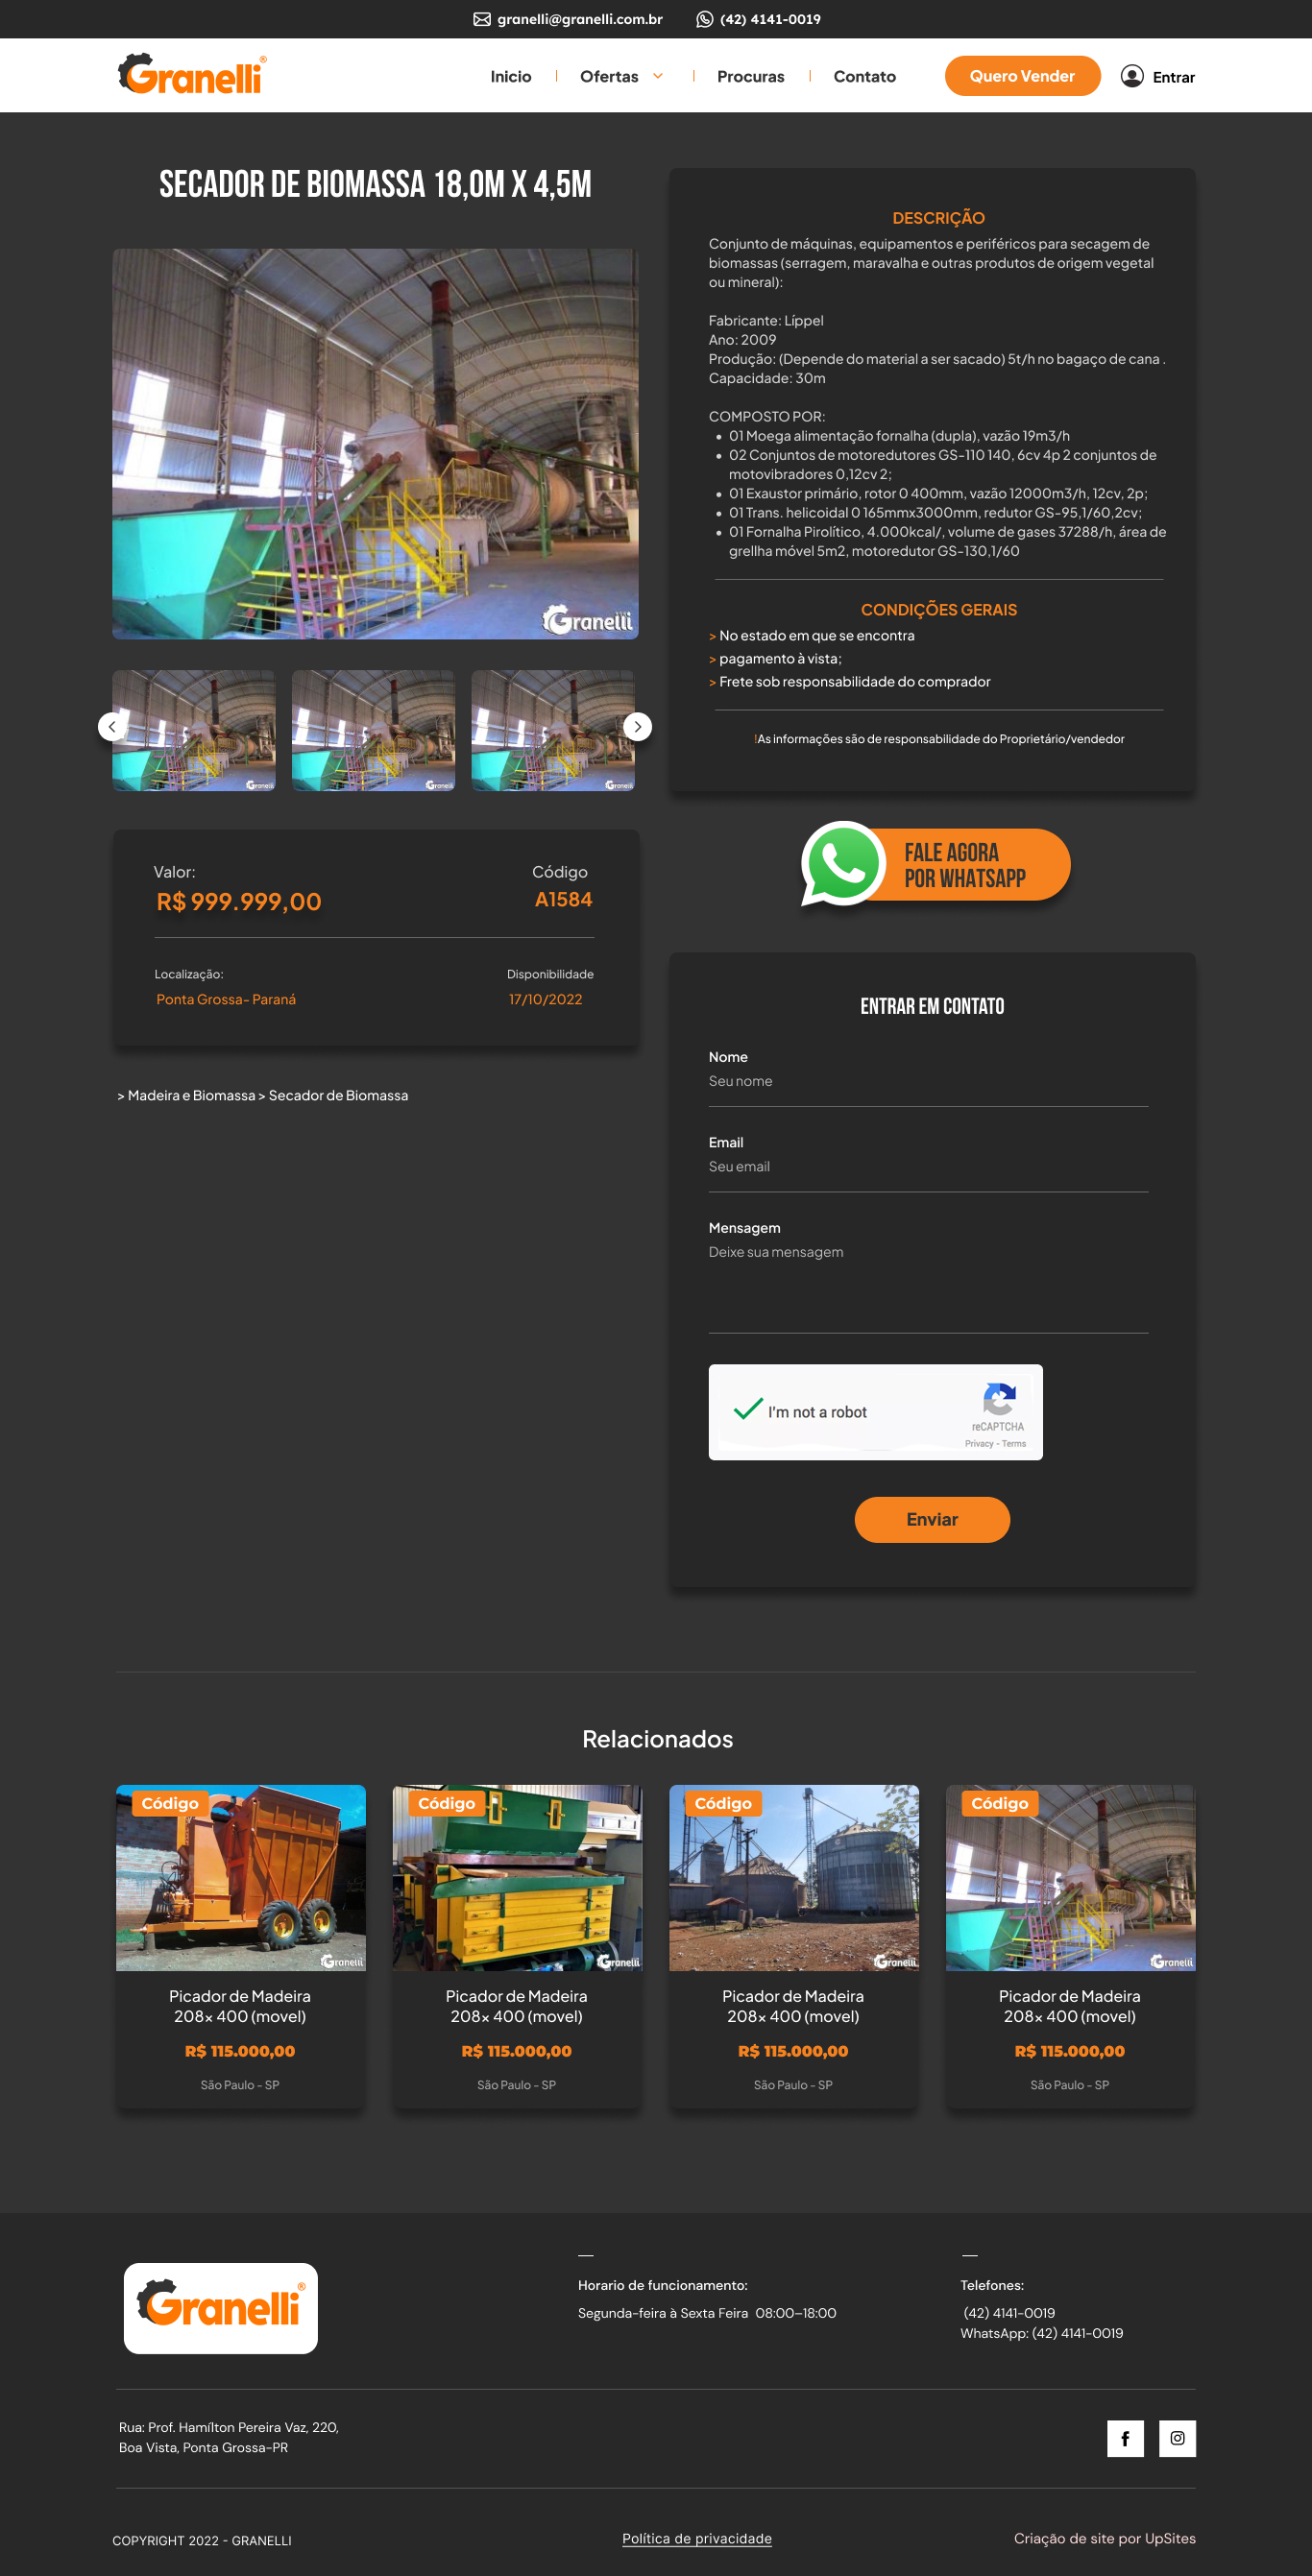 granelli@granelli.com.br
(42) 4141-0019
Granelli®
Inicio
Ofertas
Procuras
Contato
Quero Vender
Entrar
SECADOR DE BIOMASSA 18,0M X 4,5M
Granelli
Granelli
Granelli
Granelli
Valor:
R$ 999.999,00
Código
A1584
Localização:
Ponta Grossa- Paraná
Disponibilidade
17/10/2022
> Madeira e Biomassa > Secador de Biomassa
DESCRIÇÃO
Conjunto de máquinas, equipamentos e periféricos para secagem de
biomassas (serragem, maravalha e outras produtos de origem vegetal
ou mineral):
Fabricante: Líppel
Ano: 2009
Produção: (Depende do material a ser sacado) 5t/h no bagaço de cana .
Capacidade: 30m
COMPOSTO POR:
• 01 Moega alimentação fornalha (dupla), vazão 19m3/h
• 02 Conjuntos de motoredutores GS-110 140, 6cv 4p 2 conjuntos de
motovibradores 0,12cv 2;
• 01 Exaustor primário, rotor 0 400mm, vazão 12000m3/h, 12cv, 2p;
• 01 Trans. helicoidal 0 165mmx3000mm, redutor GS-95,1/60,2cv;
• 01 Fornalha Pirolítico, 4.000kcal/, volume de gases 37288/h, área de
grellha móvel 5m2, motoredutor GS-130,1/60
CONDIÇÕES GERAIS
> No estado em que se encontra
> pagamento à vista;
> Frete sob responsabilidade do comprador
!As informações são de responsabilidade do Proprietário/vendedor
FALE AGORA
POR WHATSAPP
ENTRAR EM CONTATO
Nome
Seu nome
Email
Seu email
Mensagem
Deixe sua mensagem
I'm not a robot
reCAPTCHA
Privacy - Terms
Enviar
Relacionados
Código
Granelli
Picador de Madeira
208x 400 (movel)
R$ 115.000,00
São Paulo - SP
Código
Granelli
Picador de Madeira
208x 400 (movel)
R$ 115.000,00
São Paulo - SP
Código
Granelli
Picador de Madeira
208x 400 (movel)
R$ 115.000,00
São Paulo - SP
Código
Granelli
Picador de Madeira
208x 400 (movel)
R$ 115.000,00
São Paulo - SP
Granelli®
Horario de funcionamento:
Segunda-feira à Sexta Feira 08:00–18:00
Telefones:
(42) 4141-0019
WhatsApp: (42) 4141-0019
Rua: Prof. Hamílton Pereira Vaz, 220,
Boa Vista, Ponta Grossa-PR
COPYRIGHT 2022 - GRANELLI
Política de privacidade
Criação de site por UpSites